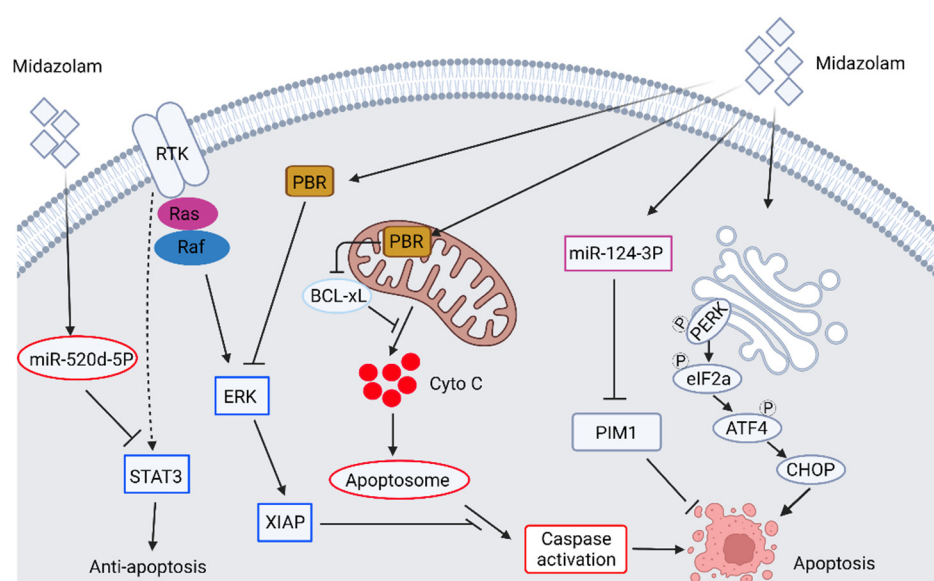 Midazolam
Midazolam
RTK
PBR
Ras
Raf
PBR
miR-124-3P
BCL-xL
P
PERK
miR-520d-5P
Cyto C
P
eIF2a
ERK
P
ATF4
PIM1
STAT3
Apoptosome
CHOP
XIAP
Caspase
activation
Anti-apoptosis
Apoptosis